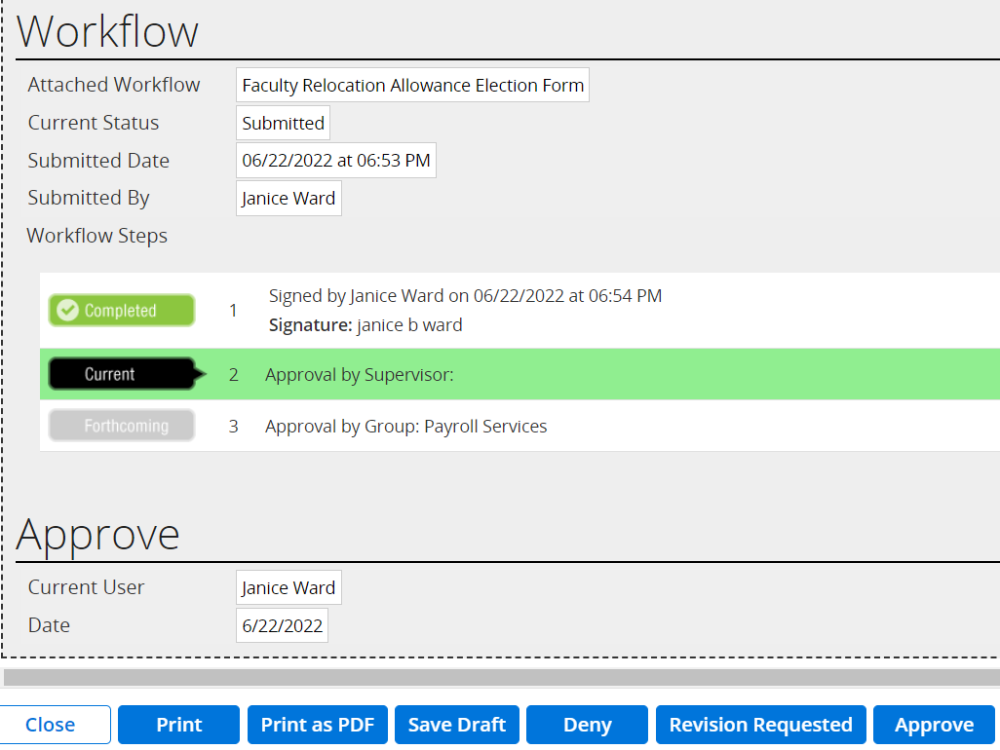 Workflow
Attached Workflow Faculty Relocation Allowance Election Form
Current Status Submitted
Submitted Date 06/22/2022 at 06:53 PM
Submitted By Janice Ward
Workflow Steps
Completed 1 Signed by Janice Ward on 06/22/2022 at 06:54 PM
Signature: janice b ward
Current 2 Approval by Supervisor:
Forthcoming 3 Approval by Group: Payroll Services
Approve
Current User Janice Ward
Date 6/22/2022
Close Print Print as PDF Save Draft Deny Revision Requested Approve